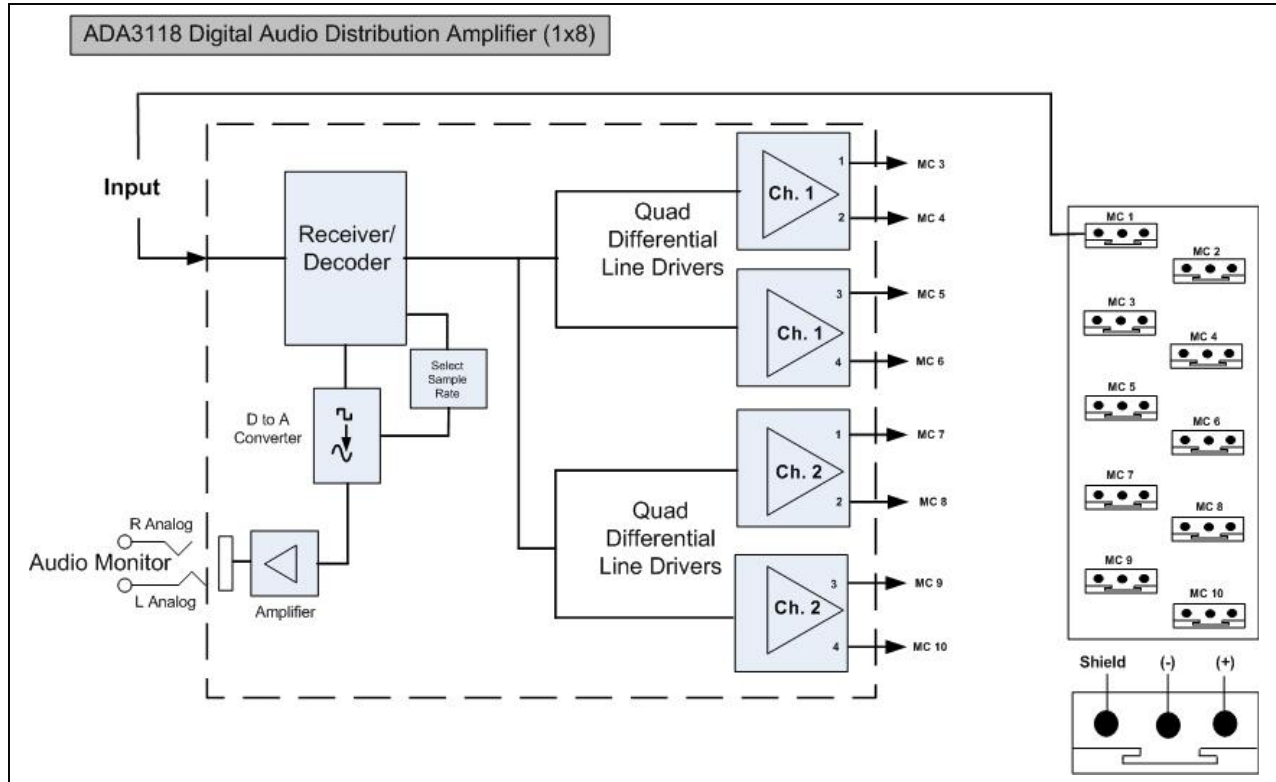 ADA3118 Digital Audio Distribution Amplifier (1x8)
Input
Receiver/
Decoder
Select
Sample
Rate
D to A
Converter
R Analog
Audio Monitor
L Analog
Amplifier
Quad
Differential
Line Drivers
Ch. 1
1
2
MC 3
MC 4
Ch. 1
3
4
MC 5
MC 6
Quad
Differential
Line Drivers
Ch. 2
1
2
MC 7
MC 8
Ch. 2
3
4
MC 9
MC 10
MC 1
MC 2
MC 3
MC 4
MC 5
MC 6
MC 7
MC 8
MC 9
MC 10
Shield (-) (+)